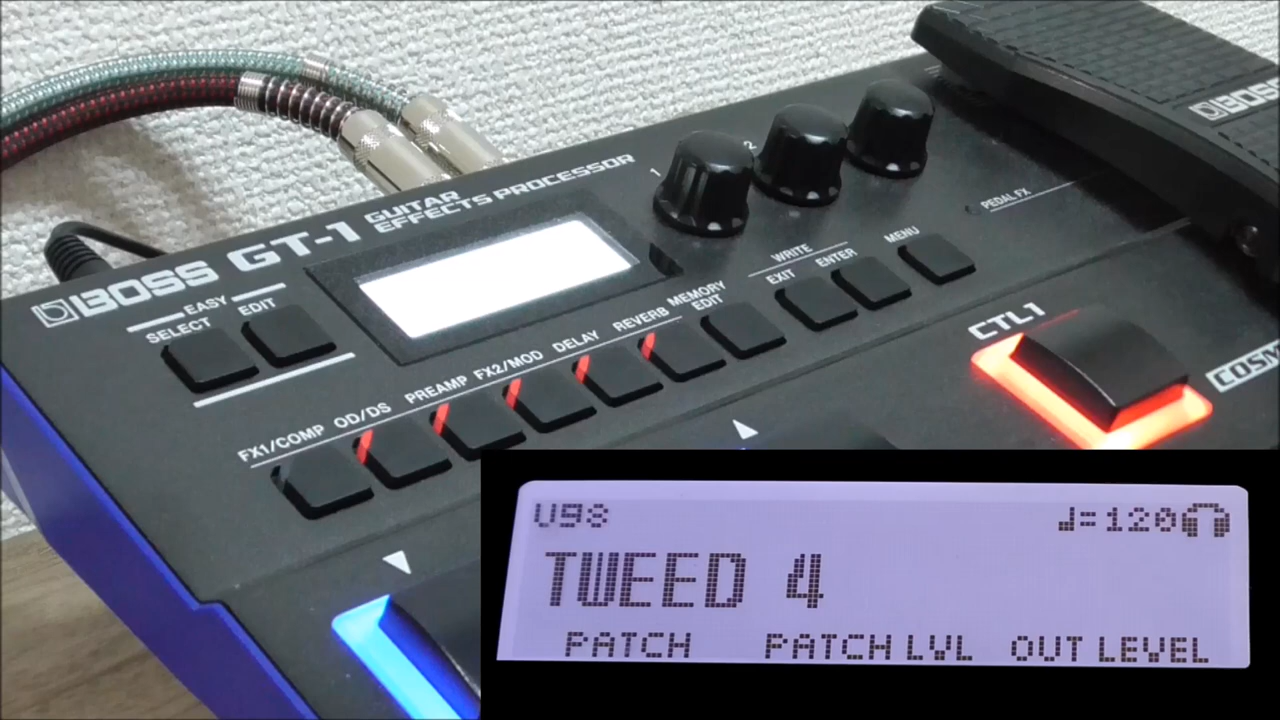 BOSS
BOSS GT-1 GUITAR EFFECTS PROCESSOR
1
2
PEDAL FX
EASY
SELECT EDIT
WRITE
EXIT ENTER MENU
FX1/COMP OD/DS PREAMP FX2/MOD DELAY REVERB MEMORY EDIT
CTL1
COSM
U98 ♩=120
TWEED 4
PATCH PATCH LVL OUT LEVEL